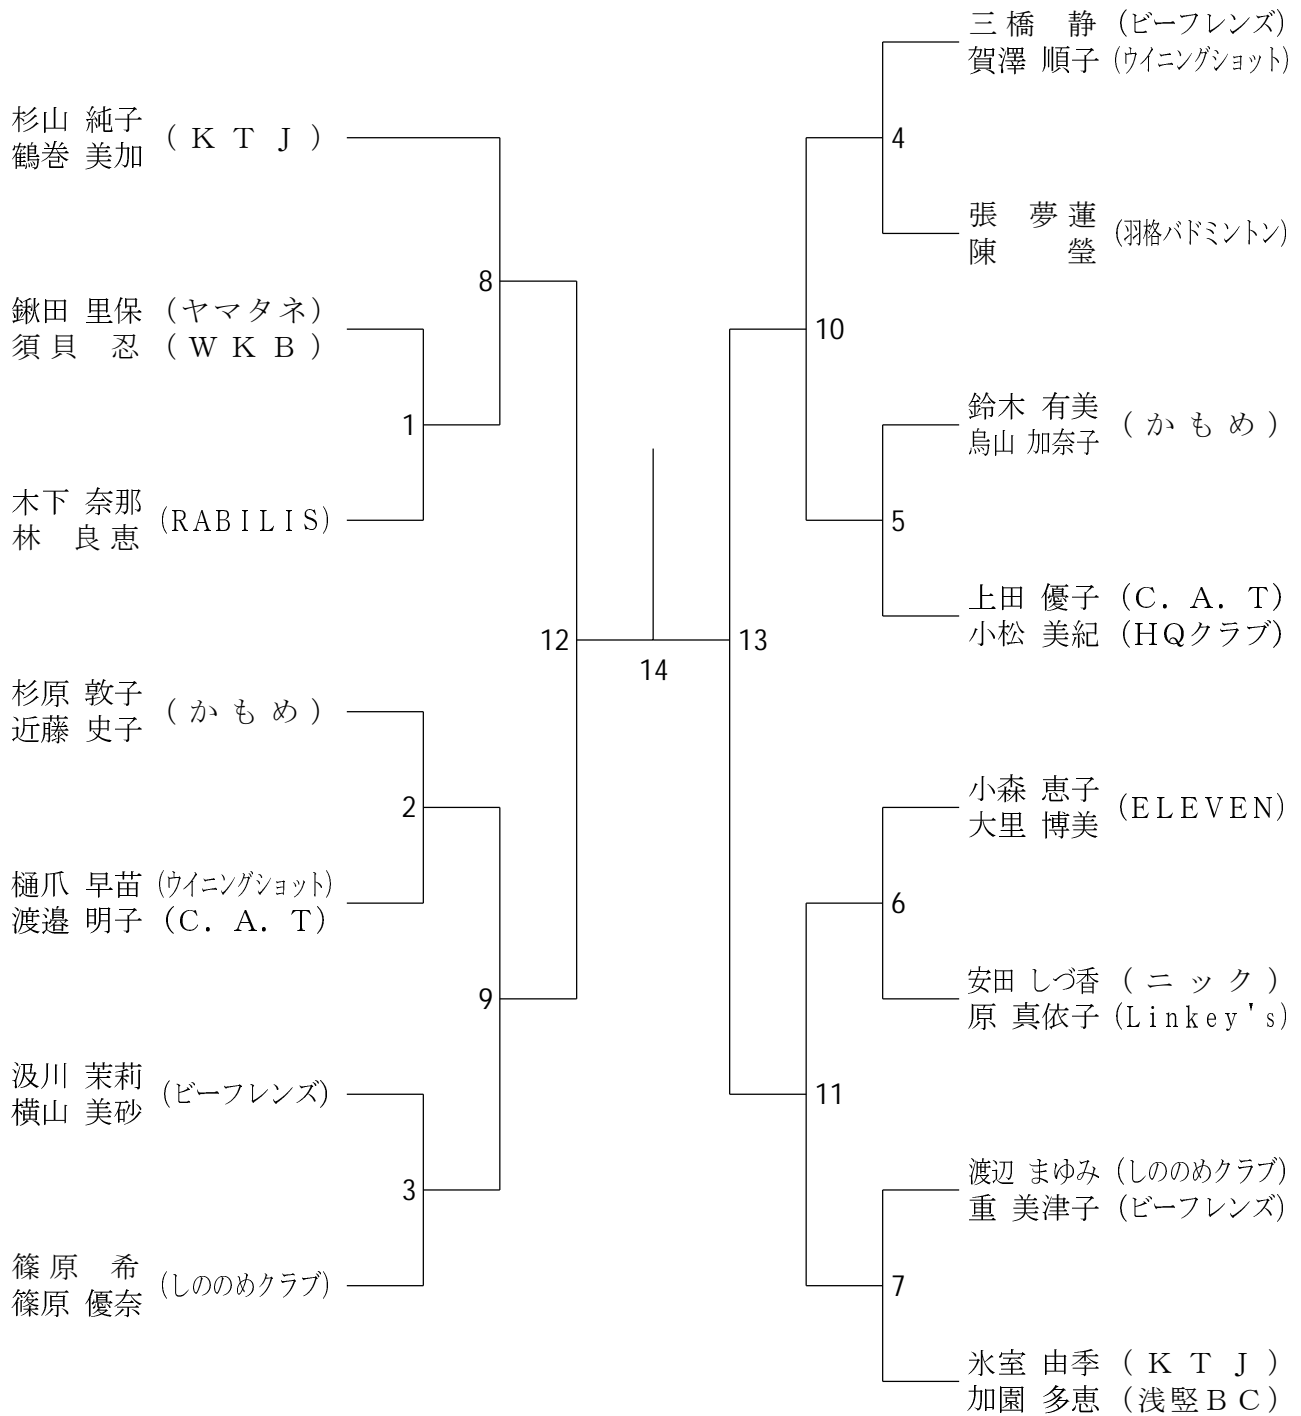 杉山 純子 (ＫＴＪ)
鶴巻 美加
鍬田 里保 (ヤマタネ)
須貝 忍 (ＷＫＢ)
木下 奈那 (RABILIS)
林 良恵
杉原 敦子 (かもめ)
近藤 史子
樋爪 早苗 (ウイニングショット)
渡邉 明子 (Ｃ．Ａ．Ｔ)
汲川 茉莉 (ビーフレンズ)
横山 美砂
篠原 希 (しののめクラブ)
篠原 優奈
8
1
12
2
9
3
14
三橋 静 (ビーフレンズ)
賀澤 順子 (ウイニングショット)
4
張 夢蓮 (羽格バドミントン)
陳 瑩
10
鈴木 有美 (かもめ)
烏山 加奈子
5
上田 優子 (Ｃ．Ａ．Ｔ)
小松 美紀 (HQクラブ)
13
小森 恵子 (ELEVEN)
大里 博美
6
安田 しづ香 (ニック)
原 真依子 (Linkey's)
11
渡辺 まゆみ (しののめクラブ)
重 美津子 (ビーフレンズ)
7
氷室 由季 (ＫＴＪ)
加園 多恵 (浅竪ＢＣ)